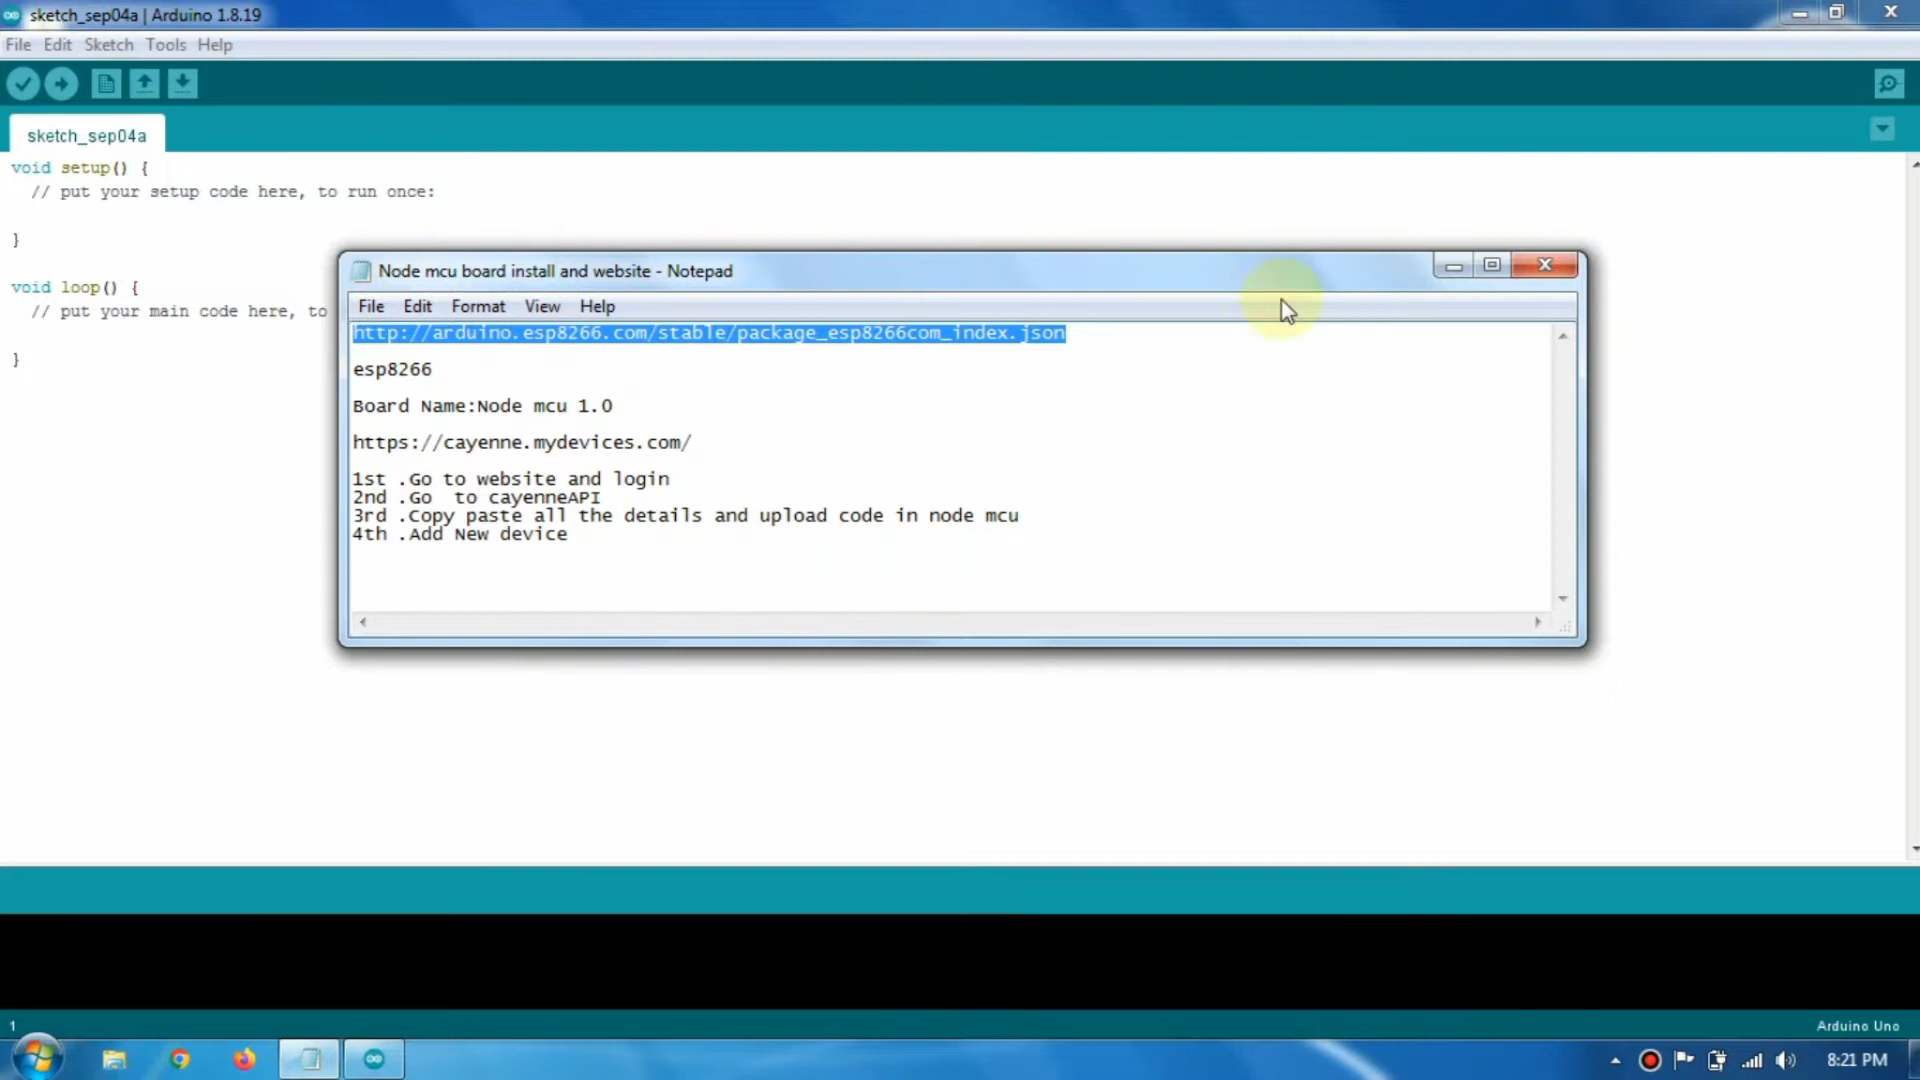 sketch_sep04a | Arduino 1.8.19
File Edit Sketch Tools Help
sketch_sep04a
void setup() {
// put your setup code here, to run once:
}
void loop() {
// put your main code here, to
}
Node mcu board install and website - Notepad
File Edit Format View Help
http://arduino.esp8266.com/stable/package_esp8266com_index.json
esp8266
Board Name:Node mcu 1.0
https://cayenne.mydevices.com/
1st .Go to website and login
2nd .Go  to cayenneAPI
3rd .Copy paste all the details and upload code in node mcu
4th .Add New device
1
Arduino Uno
8:21 PM